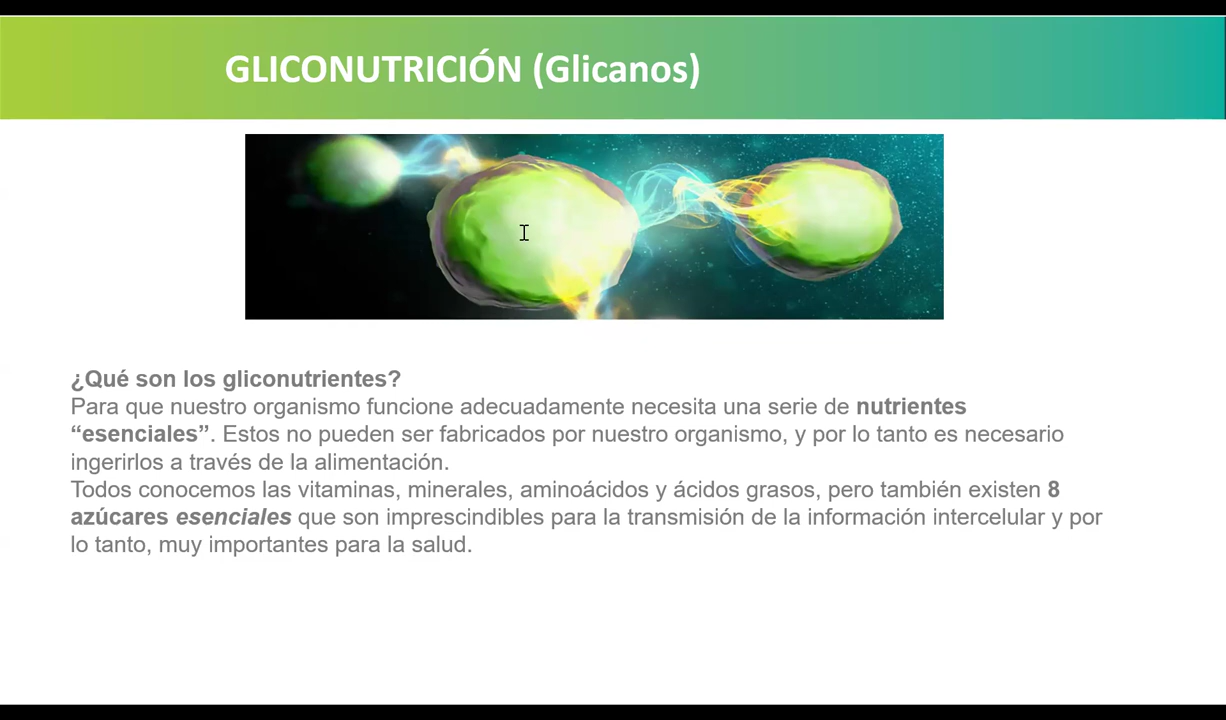 GLICONUTRICIÓN (Glicanos)
¿Qué son los gliconutrientes?
Para que nuestro organismo funcione adecuadamente necesita una serie de nutrientes
“esenciales”. Estos no pueden ser fabricados por nuestro organismo, y por lo tanto es necesario
ingerirlos a través de la alimentación.
Todos conocemos las vitaminas, minerales, aminoácidos y ácidos grasos, pero también existen 8
azúcares esenciales que son imprescindibles para la transmisión de la información intercelular y por
lo tanto, muy importantes para la salud.